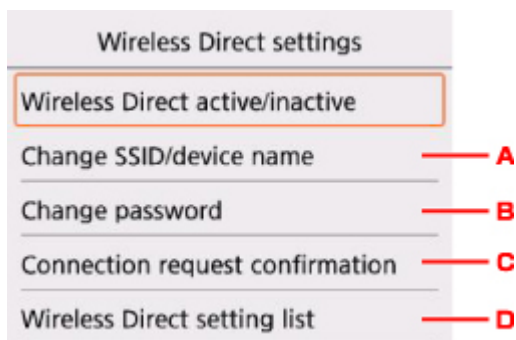 Wireless Direct settings
Wireless Direct active/inactive
Change SSID/device name A
Change password B
Connection request confirmation C
Wireless Direct setting list D